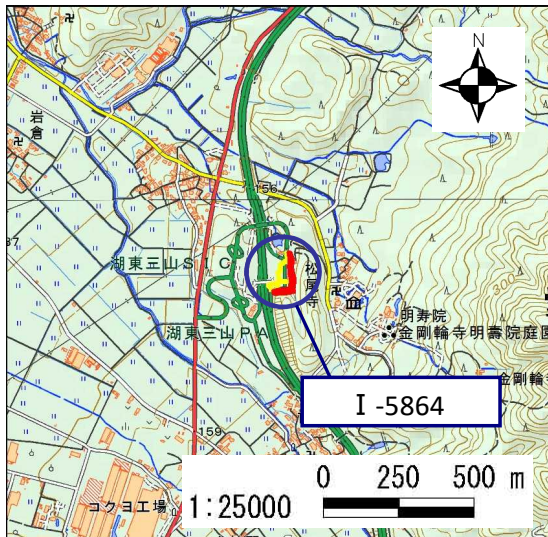 N
岩倉
156
湖東三山SIC
松尾寺
明寿院
金剛輪寺明壽院庭園
湖東三山PA
金剛輪寺
I-5864
159
0 250 500 m
1:25000
コクヨ工場